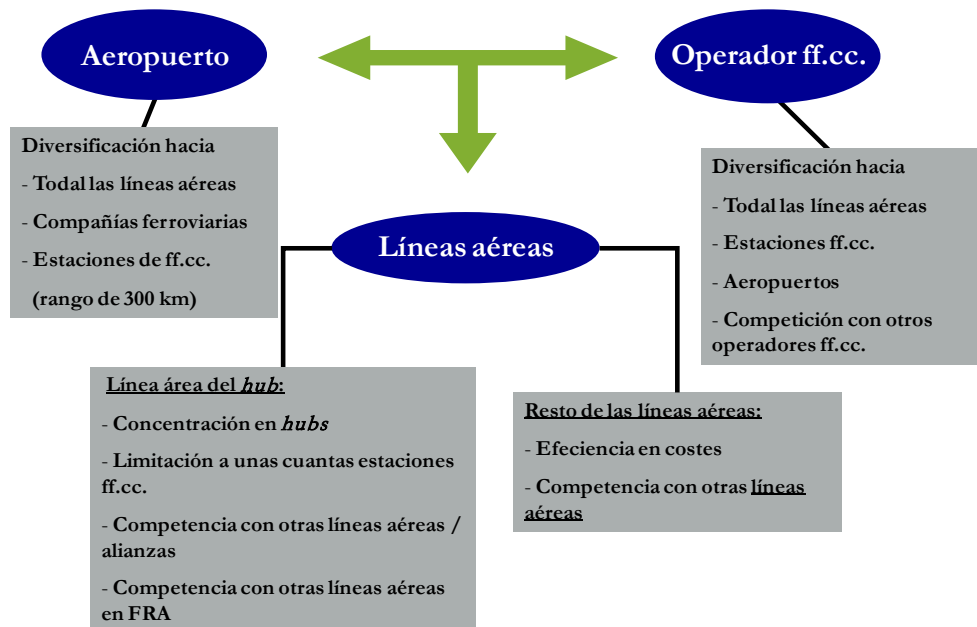 Aeropuerto
Operador ff.cc.
Diversificación hacia
- Todal las líneas aéreas
- Compañías ferroviarias
- Estaciones de ff.cc.
(rango de 300 km)
Diversificación hacia
- Todal las líneas aéreas
- Estaciones ff.cc.
- Aeropuertos
- Competición con otros
operadores ff.cc.
Líneas aéreas
Línea área del hub:
- Concentración en hubs
- Limitación a unas cuantas estaciones
ff.cc.
- Competencia con otras líneas aéreas /
alianzas
- Competencia con otras líneas aéreas
en FRA
Resto de las líneas aéreas:
- Efeciencia en costes
- Competencia con otras líneas
aéreas